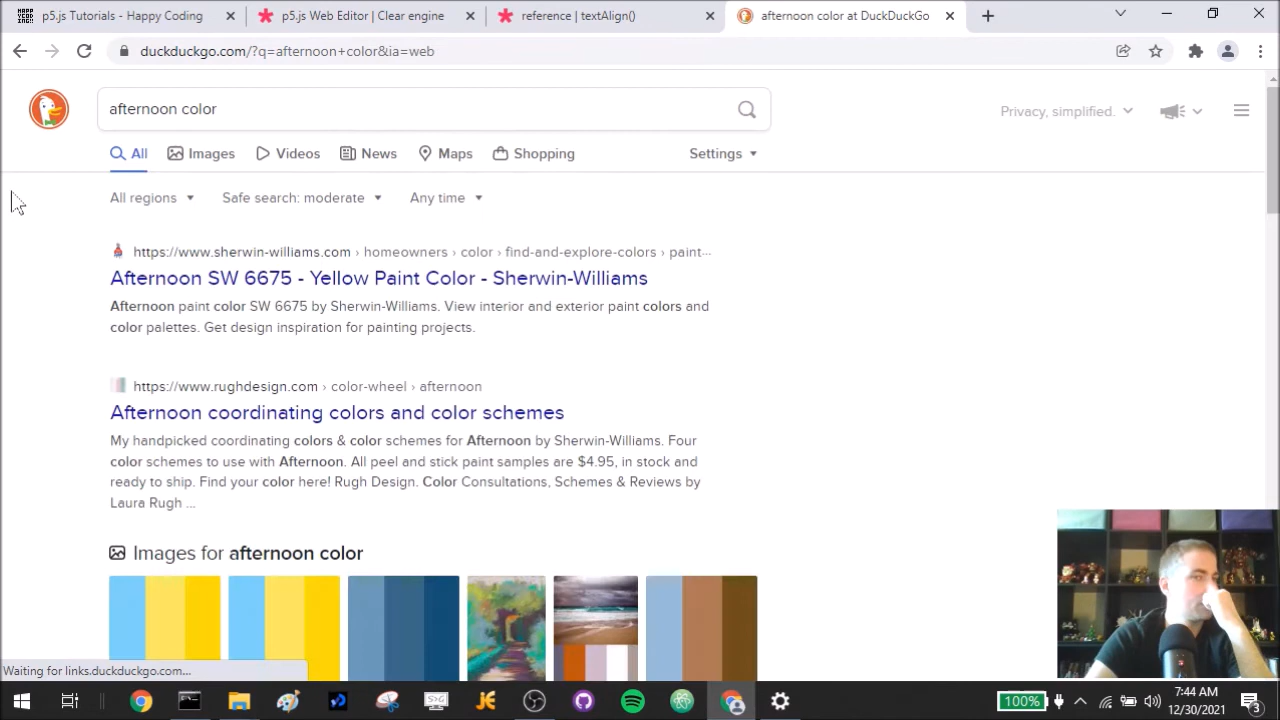 p5.js Tutorials - Happy Coding
p5.js Web Editor | Clear engine
reference | textAlign()
afternoon color at DuckDuckGo
duckduckgo.com/?q=afternoon+color&ia=web
afternoon color
Privacy, simplified.
All
Images
Videos
News
Maps
Shopping
Settings
All regions
Safe search: moderate
Any time
https://www.sherwin-williams.com › homeowners › color › find-and-explore-colors › paint···
Afternoon SW 6675 - Yellow Paint Color - Sherwin-Williams
Afternoon paint color SW 6675 by Sherwin-Williams. View interior and exterior paint colors and
color palettes. Get design inspiration for painting projects.
https://www.rughdesign.com › color-wheel › afternoon
Afternoon coordinating colors and color schemes
My handpicked coordinating colors & color schemes for Afternoon by Sherwin-Williams. Four
color schemes to use with Afternoon. All peel and stick paint samples are $4.95, in stock and
ready to ship. Find your color here! Rugh Design. Color Consultations, Schemes & Reviews by
Laura Rugh ...
Images for afternoon color
Waiting for links.duckduckgo.com...
100%
7:44 AM
12/30/2021
3